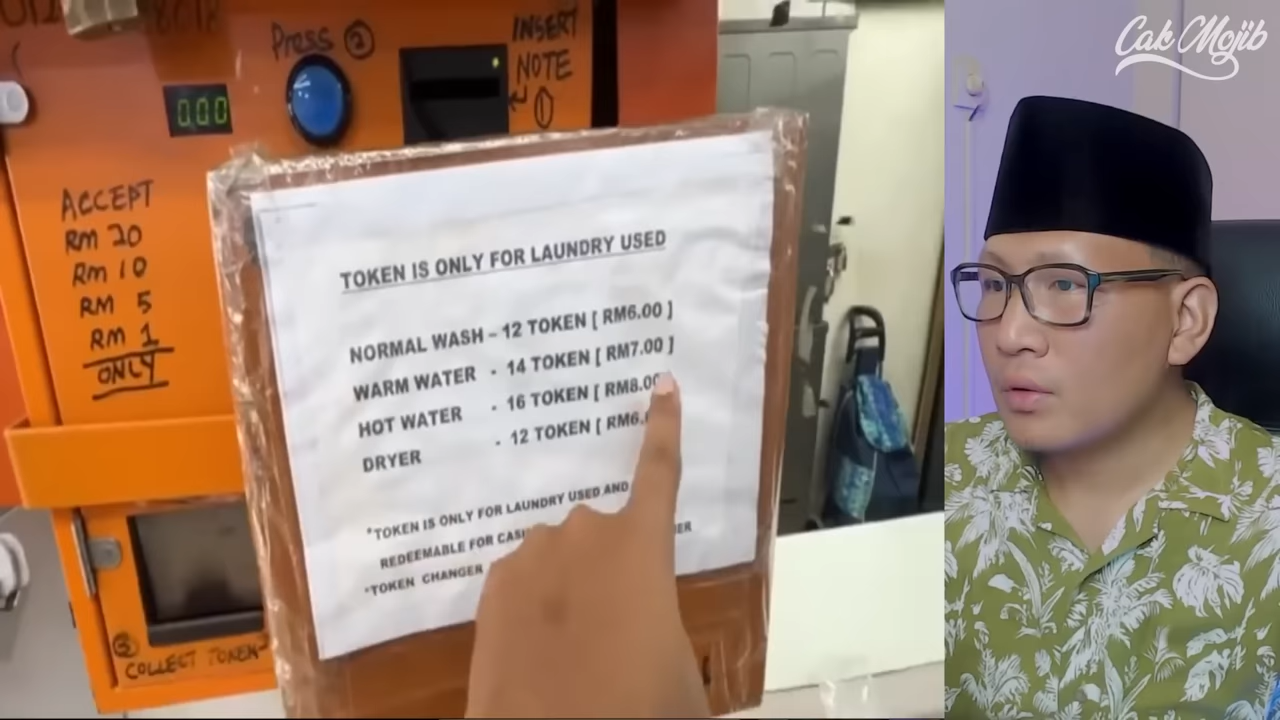 Cak Mojib
Press 2
INSERT
NOTE
1
0.00
ACCEPT
RM 20
RM 10
RM 5
RM 1
ONLY
TOKEN IS ONLY FOR LAUNDRY USED
NORMAL WASH – 12 TOKEN [ RM6.00 ]
WARM WATER - 14 TOKEN [ RM7.00 ]
HOT WATER - 16 TOKEN [ RM8.00
DRYER - 12 TOKEN [ RM6.
*TOKEN IS ONLY FOR LAUNDRY USED AND
REDEEMABLE FOR
*TOKEN CHANGER
3
COLLECT TOKEN